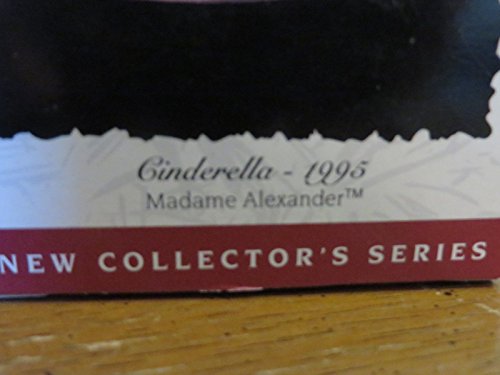 Cinderella - 1995
Madame Alexander™
NEW COLLECTOR'S SERIES